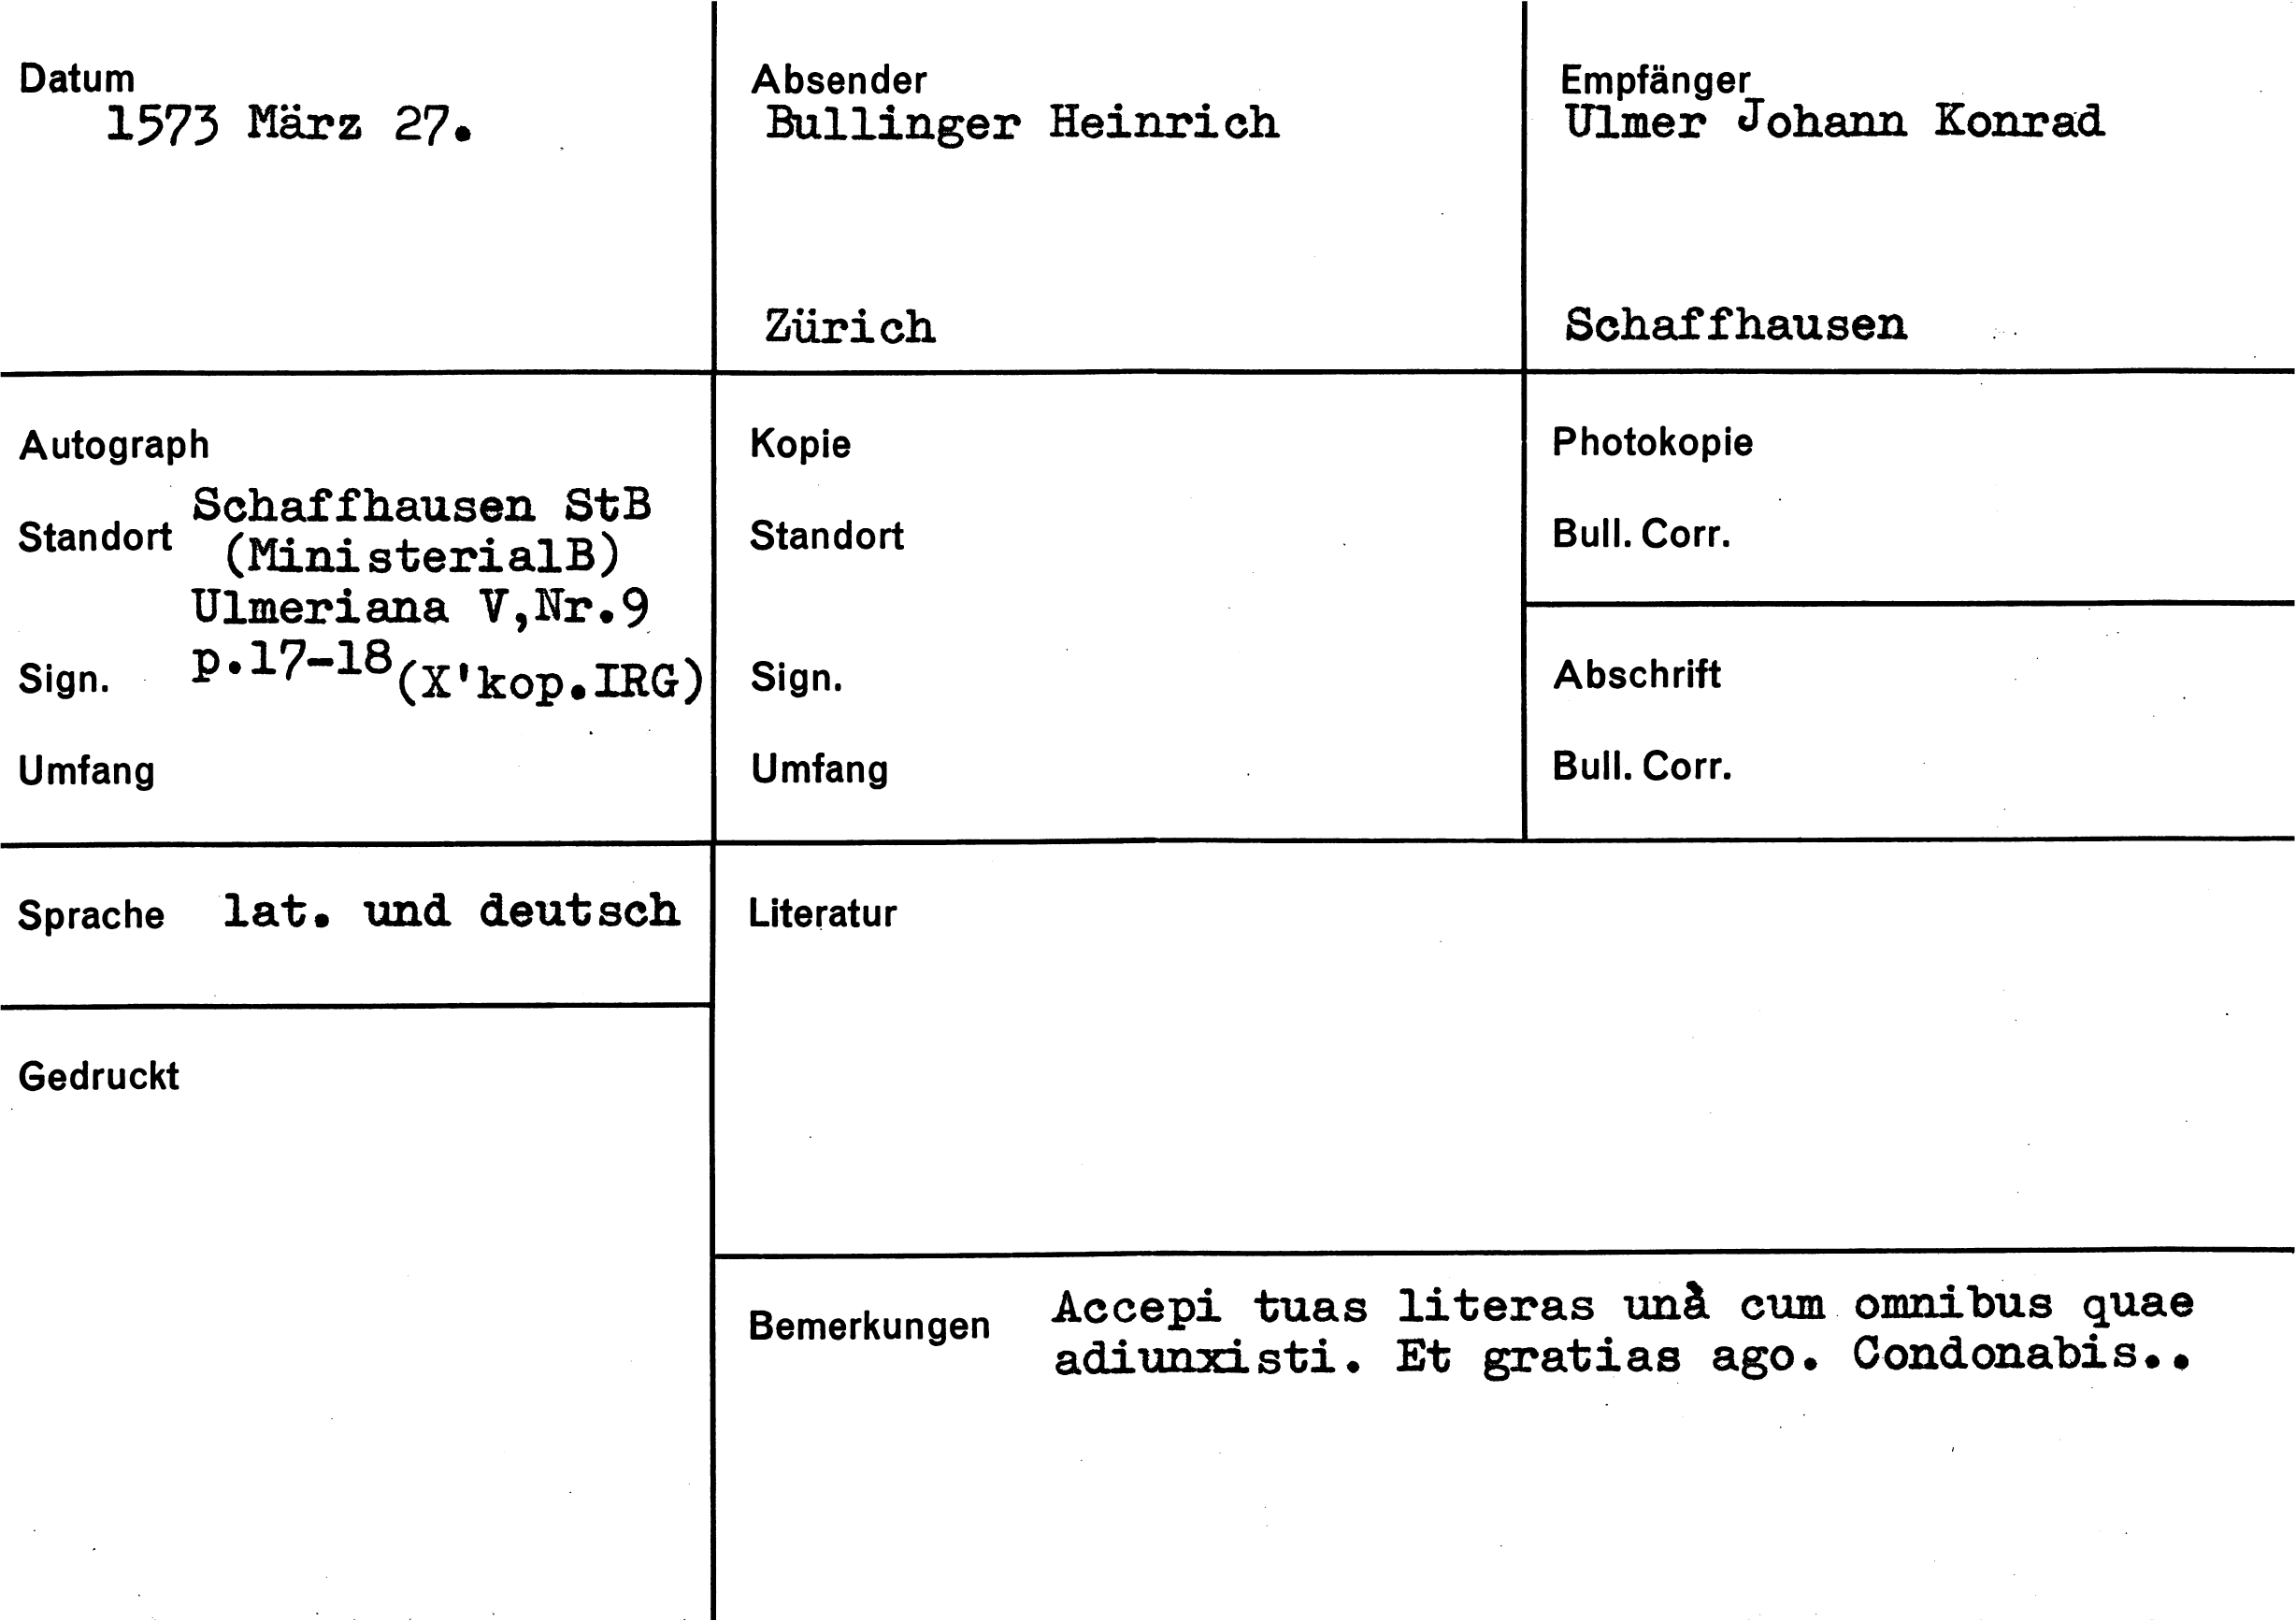 Datum
1573 März 27.
Absender
Bullinger Heinrich
Zürich
Empfänger
Ulmer Johann Konrad
Schaffhausen
Autograph
Standort Schaffhausen StB
(MinisterialB)
Ulmeriana V,Nr.9
Sign. p.17-18(X'kop.IRG)
Umfang
Kopie
Standort
Sign.
Umfang
Photokopie
Bull. Corr.
Abschrift
Bull. Corr.
Sprache lat. und deutsch
Literatur
Gedruckt
Bemerkungen Accepi tuas literas unà cum omnibus quae
adiunxisti. Et gratias ago. Condonabis..